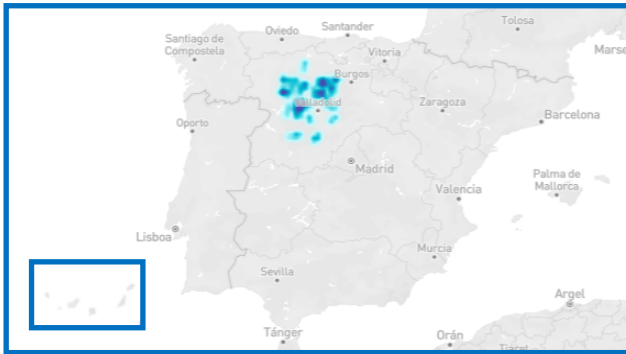 Tolosa
Santander
Oviedo
Santiago de
Compostela
Vitoria
Marse
Burgos
Valladolid
Zaragoza
Barcelona
Oporto
Madrid
Palma de
Mallorca
Valencia
Lisboa
Murcia
Sevilla
Argel
Tánger
Orán
Tiaret